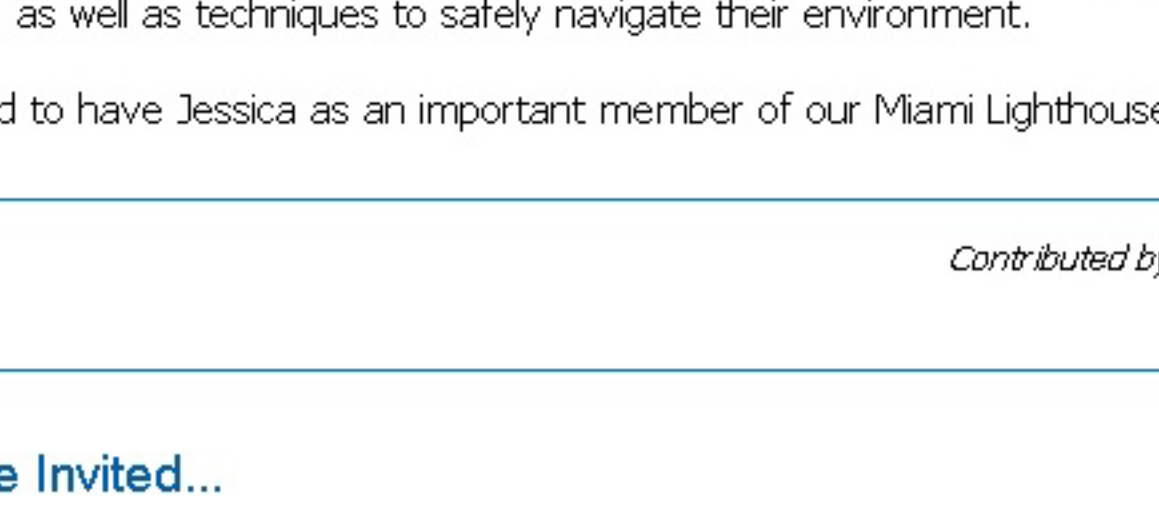 as well as techniques to safely navigate their environment.
d to have Jessica as an important member of our Miami Lighthouse
Contributed by
e Invited...